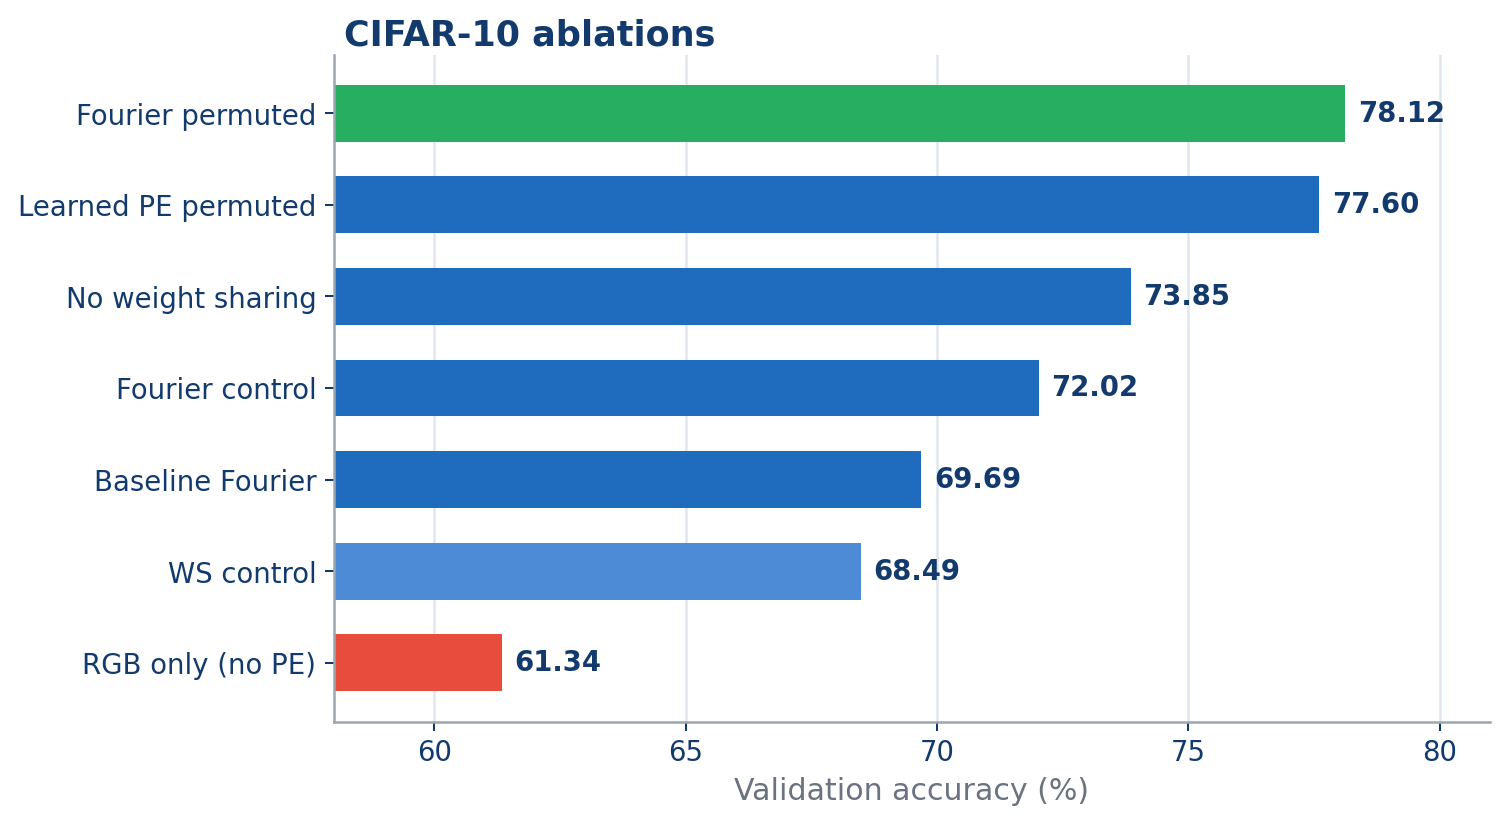 CIFAR-10 ablations
Fourier permuted 78.12
Learned PE permuted 77.60
No weight sharing 73.85
Fourier control 72.02
Baseline Fourier 69.69
WS control 68.49
RGB only (no PE) 61.34
60 65 70 75 80
Validation accuracy (%)